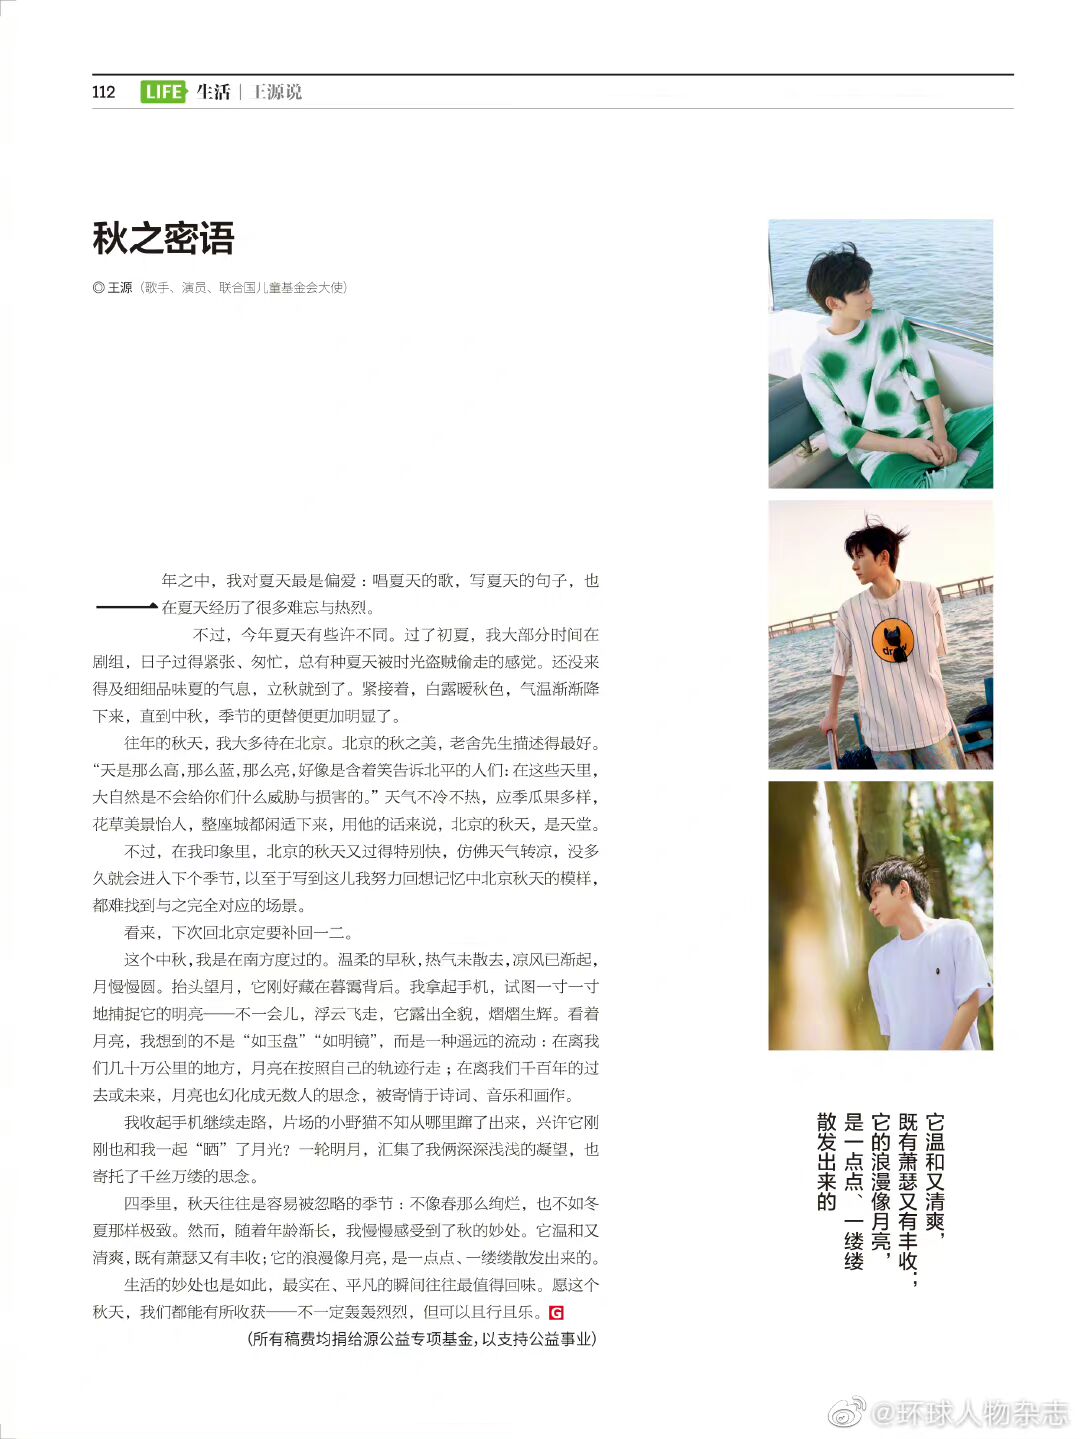 112 LIFE 生活 | 王源说
秋之密语
◎ 王源（歌手、演员、联合国儿童基金会大使）
一年之中，我对夏天最是偏爱：唱夏天的歌，写夏天的句子，也
在夏天经历了很多难忘与热烈。
不过，今年夏天有些许不同。过了初夏，我大部分时间在
剧组，日子过得紧张、匆忙，总有种夏天被时光盗贼偷走的感觉。还没来
得及细细品味夏的气息，立秋就到了。紧接着，白露暧秋色，气温渐渐降
下来，直到中秋，季节的更替便更加明显了。
往年的秋天，我大多待在北京。北京的秋之美，老舍先生描述得最好。
“天是那么高，那么蓝，那么亮，好像是含着笑告诉北平的人们：在这些天里，
大自然是不会给你们什么威胁与损害的。”天气不冷不热，应季瓜果多样，
花草美景怡人，整座城都闲适下来，用他的话来说，北京的秋天，是天堂。
不过，在我印象里，北京的秋天又过得特别快，仿佛天气转凉，没多
久就会进入下个季节，以至于写到这儿我努力回想记忆中北京秋天的模样，
都难找到与之完全对应的场景。
看来，下次回北京定要补回一二。
这个中秋，我是在南方度过的。温柔的早秋，热气未散去，凉风已渐起，
月慢慢圆。抬头望月，它刚好藏在暮霭背后。我拿起手机，试图一寸一寸
地捕捉它的明亮——不一会儿，浮云飞走，它露出全貌，熠熠生辉。看着
月亮，我想到的不是“如玉盘”“如明镜”，而是一种遥远的流动：在离我
们几十万公里的地方，月亮在按照自己的轨迹行走；在离我们千百年的过
去或未来，月亮也幻化成无数人的思念，被寄情于诗词、音乐和画作。
我收起手机继续走路，片场的小野猫不知从哪里蹿了出来，兴许它刚
刚也和我一起“晒”了月光？一轮明月，汇集了我俩深深浅浅的凝望，也
寄托了千丝万缕的思念。
四季里，秋天往往是容易被忽略的季节：不像春那么绚烂，也不如冬
夏那样极致。然而，随着年龄渐长，我慢慢感受到了秋的妙处。它温和又
清爽，既有萧瑟又有丰收；它的浪漫像月亮，是一点点、一缕缕散发出来的。
生活的妙处也是如此，最实在、平凡的瞬间往往最值得回味。愿这个
秋天，我们都能有所收获——不一定轰轰烈烈，但可以且行且乐。G
（所有稿费均捐给源公益专项基金，以支持公益事业）
它温和又清爽，
既有萧瑟又有丰收；
它的浪漫像月亮，
是一点点、一缕缕
散发出来的
@环球人物杂志